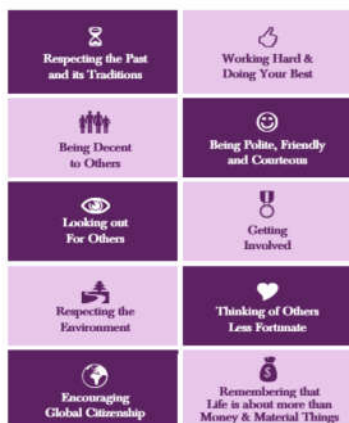 Respecting the Past
and its Traditions
Working Hard &
Doing Your Best
Being Decent
to Others
Being Polite, Friendly
and Courteous
Looking out
For Others
Getting
Involved
Respecting the
Environment
Thinking of Others
Less Fortunate
Encouraging
Global Citizenship
$
Remembering that
Life is about more than
Money & Material Things